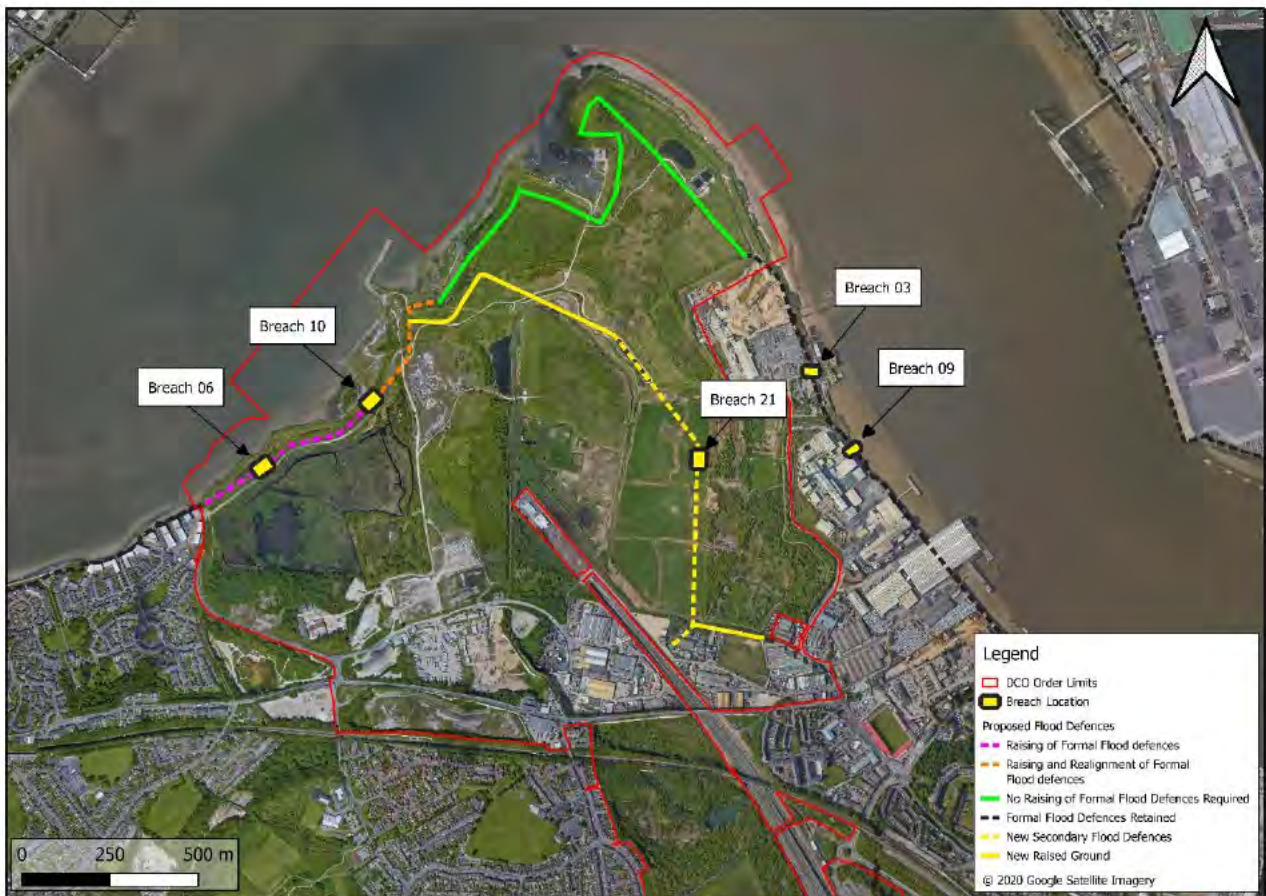 Breach 03
Breach 10
Breach 09
Breach 06
Breach 21
Legend
DCO Order Limits
Breach Location
Proposed Flood Defences
Raising of Formal Flood defences
Raising and Realignment of Formal
Flood defences
No Raising of Formal Flood Defences Required
Formal Flood Defences Retained
New Secondary Flood Defences
New Raised Ground
© 2020 Google Satellite Imagery
0 250 500 m